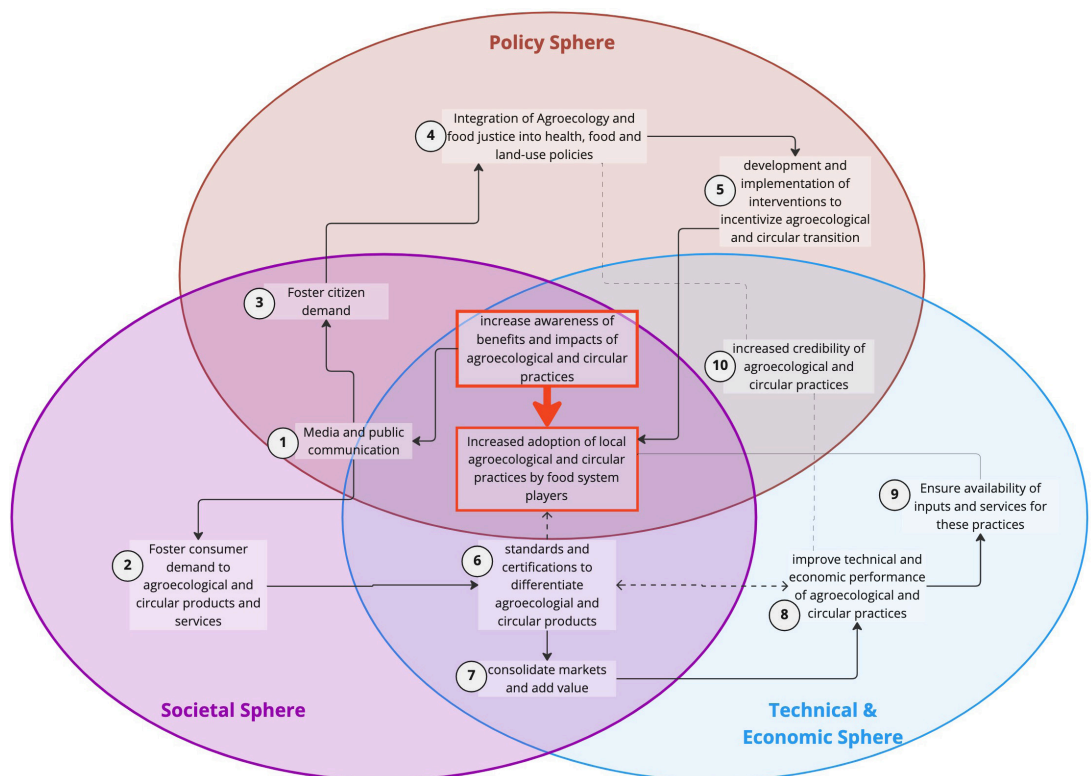 Policy Sphere
4
Integration of Agroecology and
food justice into health, food and
land-use policies
5
development and
implementation of
interventions to
incentivize agroecological
and circular transition
3
Foster citizen
demand
increase awareness of
benefits and impacts of
agroecological and circular
practices
10
increased credibility of
agroecological and
circular practices
1
Media and public
communication
Increased adoption of local
agroecological and circular
practices by food system
players
9
Ensure availability of
inputs and services for
these practices
2
Foster consumer
demand to
agroecological and
circular products and
services
6
standards and
certifications to
differentiate
agroecologial and
circular products
8
improve technical and
economic performance
of agroecological and
circular practices
7
consolidate markets
and add value
Societal Sphere
Technical &
Economic Sphere